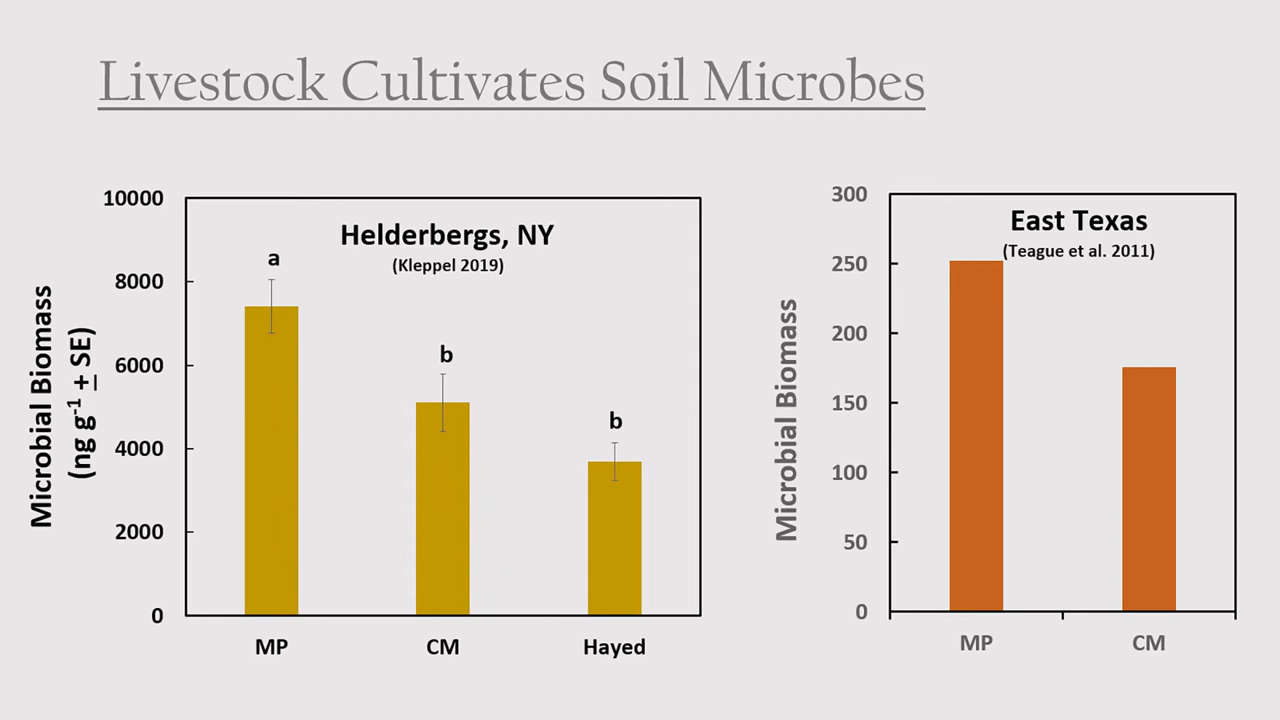 Livestock Cultivates Soil Microbes
Microbial Biomass
(ng g⁻¹ ± SE)
10000
8000
6000
4000
2000
0
Helderbergs, NY
(Kleppel 2019)
a
b
b
MP
CM
Hayed
Microbial Biomass
300
250
200
150
100
50
0
East Texas
(Teague et al. 2011)
MP
CM